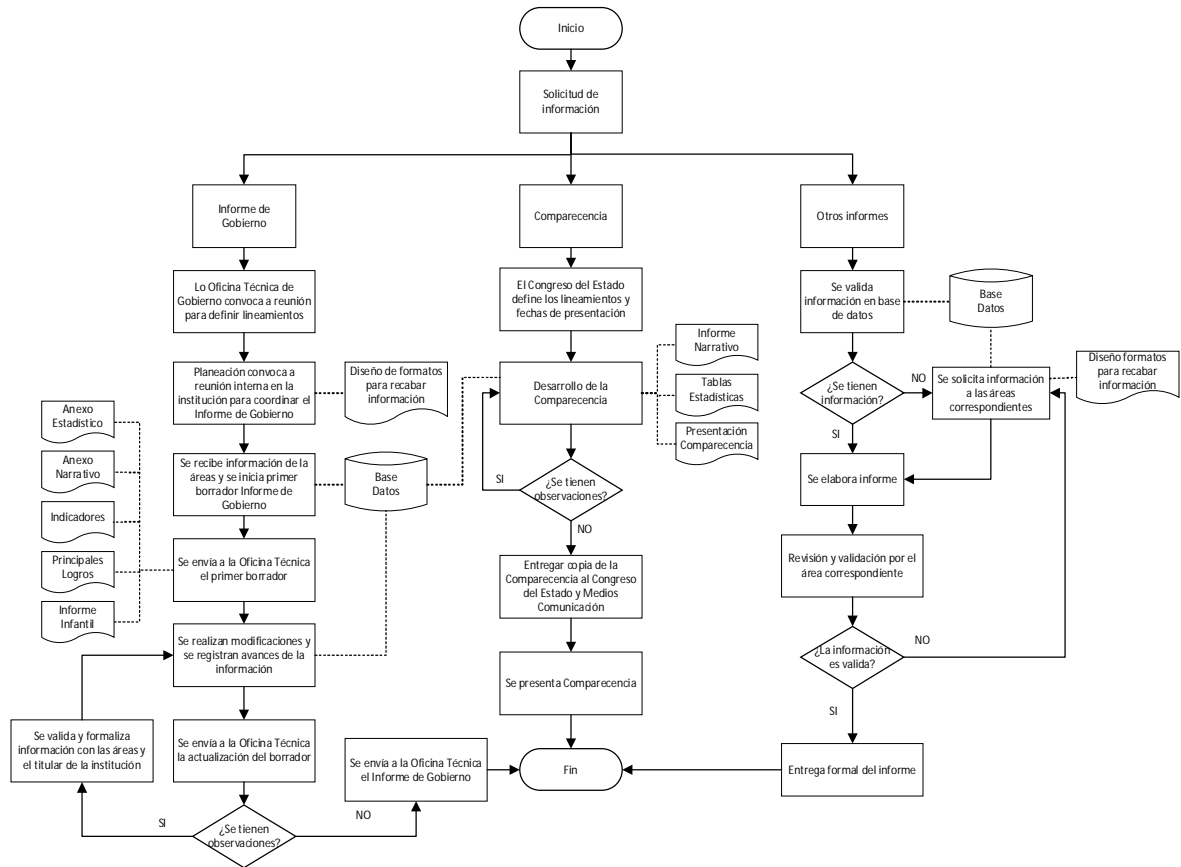 Inicio
Solicitud de
información
Informe de
Gobierno
Lo Oficina Técnica de
Gobierno convoca a reunión
para definir lineamientos
Planeación convoca a
reunión interna en la
institución para coordinar el
Informe de Gobierno
Diseño de formatos
para recabar
información
Se recibe información de la
áreas y se inicia primer
borrador Informe de
Gobierno
Base
Datos
Anexo
Estadístico
Anexo
Narrativo
Indicadores
Principales
Logros
Informe
Infantil
Se envía a la Oficina Técnica
el primer borrador
Se realizan modificaciones y
se registran avances de la
información
Se valida y formaliza
información con las áreas y
el titular de la institución
Se envía a la Oficina Técnica
la actualización del borrador
¿Se tienen
observaciones?
SI
NO
Se envía a la Oficina Técnica
el Informe de Gobierno
Comparecencia
El Congreso del Estado
define los lineamientos y
fechas de presentación
Desarrollo de la
Comparecencia
Informe
Narrativo
Tablas
Estadísticas
Presentación
Comparecencia
¿Se tienen
observaciones?
SI
NO
Entregar copia de la
Comparecencia al Congreso
del Estado y Medios
Comunicación
Se presenta Comparecencia
Fin
Otros informes
Se valida
información en base
de datos
Base
Datos
¿Se tienen
información?
NO
SI
Se solicita información
a las áreas
correspondientes
Diseño formatos
para recabar
información
Se elabora informe
Revisión y validación por el
área correspondiente
¿La información
es valida?
NO
SI
Entrega formal del informe